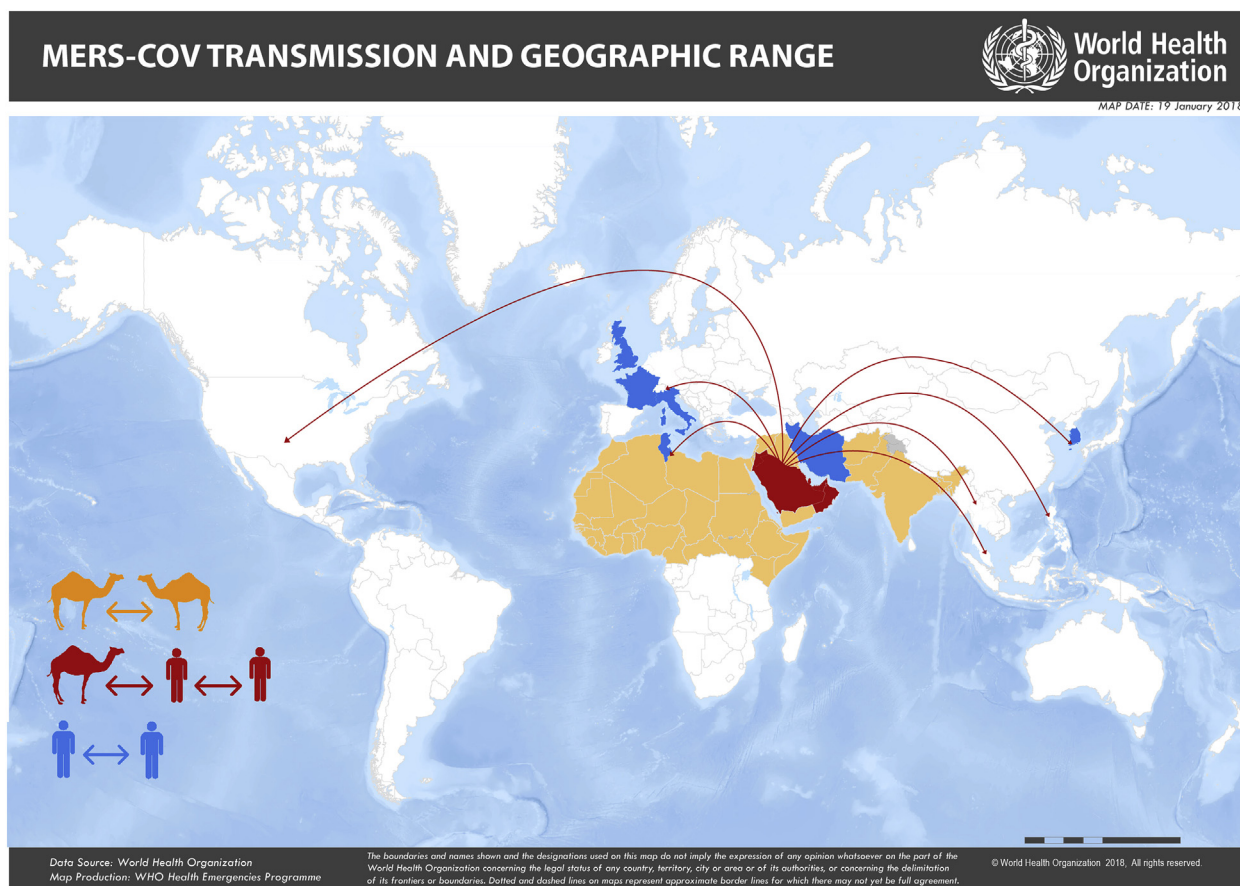 MERS-COV TRANSMISSION AND GEOGRAPHIC RANGE
World Health
Organization
MAP DATE: 19 January 2018
Data Source: World Health Organization
Map Production: WHO Health Emergencies Programme
The boundaries and names shown and the designations used on this map do not imply the expression of any opinion whatsoever on the part of the
World Health Organization concerning the legal status of any country, territory, city or area or of its authorities, or concerning the delimitation
of its frontiers or boundaries. Dotted and dashed lines on maps represent approximate border lines for which there may not yet be full agreement.
© World Health Organization 2018, All rights reserved.